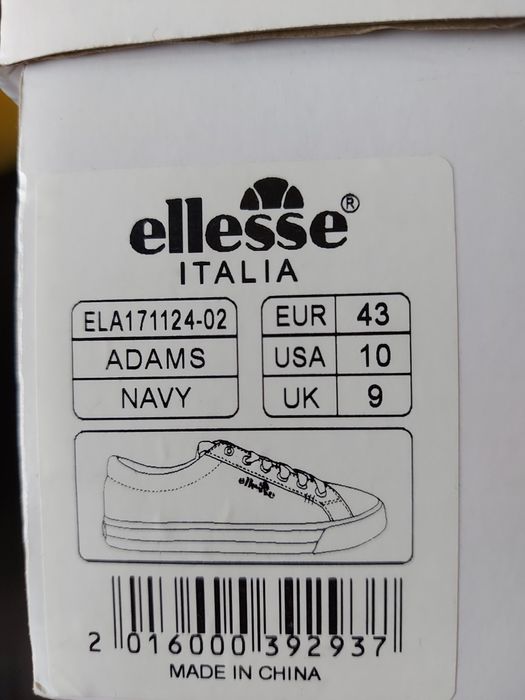 ellesse®
ITALIA
ELA171124-02
ADAMS
NAVY
EUR 43
USA 10
UK 9
ellesse
2 016000 392937
MADE IN CHINA